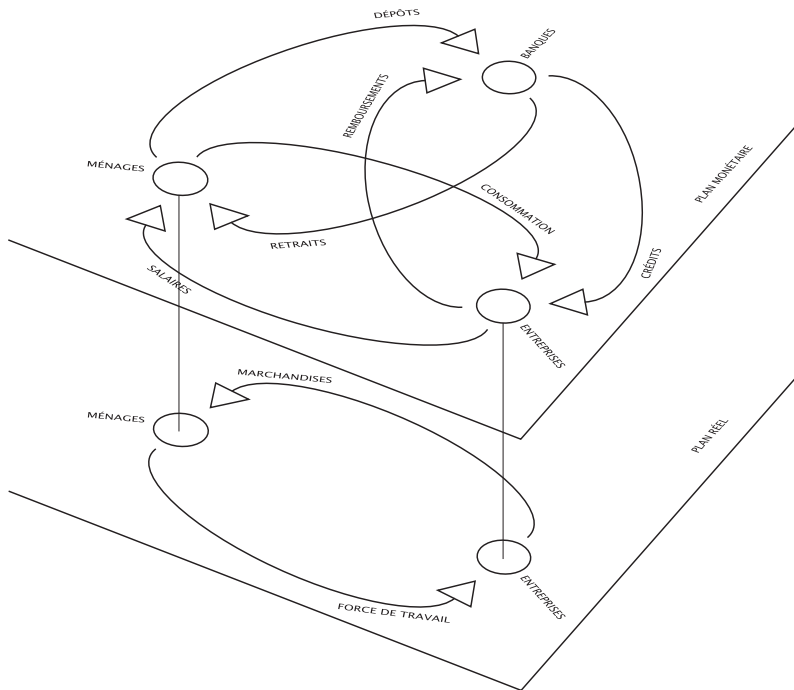 DÉPÔTS
BANQUES
REMBOURSEMENTS
MÉNAGES
PLAN MONÉTAIRE
CONSOMMATION
RETRAITS
CRÉDITS
SALAIRES
ENTREPRISES
MARCHANDISES
MÉNAGES
PLAN RÉEL
ENTREPRISES
FORCE DE TRAVAIL